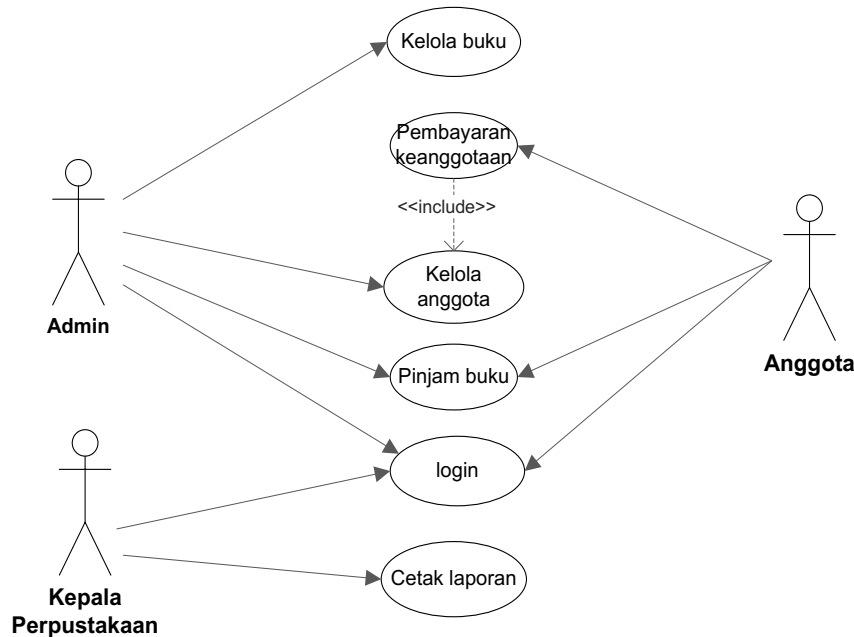 Kelola buku
Pembayaran
keanggotaan
<<include>>
Kelola
anggota
Admin
Pinjam buku
Anggota
login
Cetak laporan
Kepala
Perpustakaan